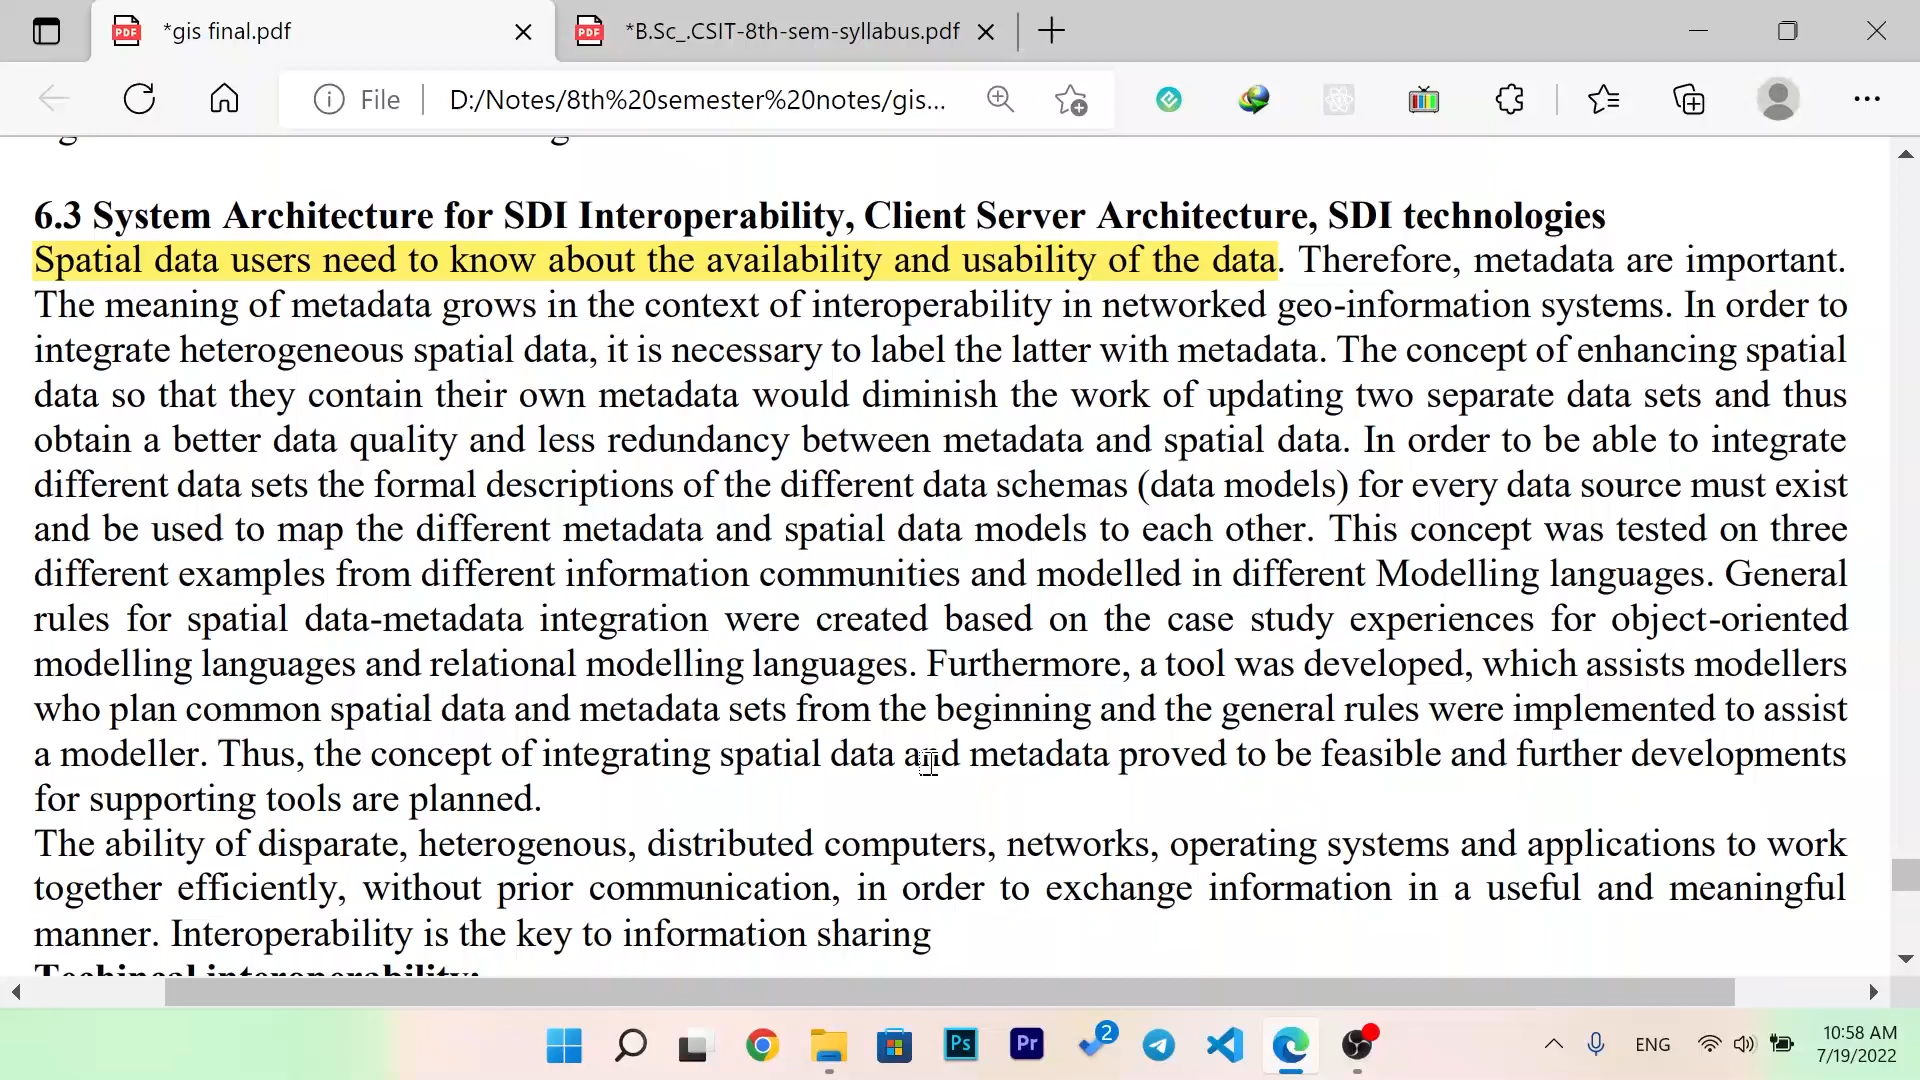 *gis final.pdf
*B.Sc_.CSIT-8th-sem-syllabus.pdf
File
D:/Notes/8th%20semester%20notes/gis...
6.3 System Architecture for SDI Interoperability, Client Server Architecture, SDI technologies
Spatial data users need to know about the availability and usability of the data. Therefore, metadata are important.
The meaning of metadata grows in the context of interoperability in networked geo-information systems. In order to
integrate heterogeneous spatial data, it is necessary to label the latter with metadata. The concept of enhancing spatial
data so that they contain their own metadata would diminish the work of updating two separate data sets and thus
obtain a better data quality and less redundancy between metadata and spatial data. In order to be able to integrate
different data sets the formal descriptions of the different data schemas (data models) for every data source must exist
and be used to map the different metadata and spatial data models to each other. This concept was tested on three
different examples from different information communities and modelled in different Modelling languages. General
rules for spatial data-metadata integration were created based on the case study experiences for object-oriented
modelling languages and relational modelling languages. Furthermore, a tool was developed, which assists modellers
who plan common spatial data and metadata sets from the beginning and the general rules were implemented to assist
a modeller. Thus, the concept of integrating spatial data and metadata proved to be feasible and further developments
for supporting tools are planned.
The ability of disparate, heterogenous, distributed computers, networks, operating systems and applications to work
together efficiently, without prior communication, in order to exchange information in a useful and meaningful
manner. Interoperability is the key to information sharing
Techincal interoperability:
Ps
Pr
2
ENG
10:58 AM
7/19/2022